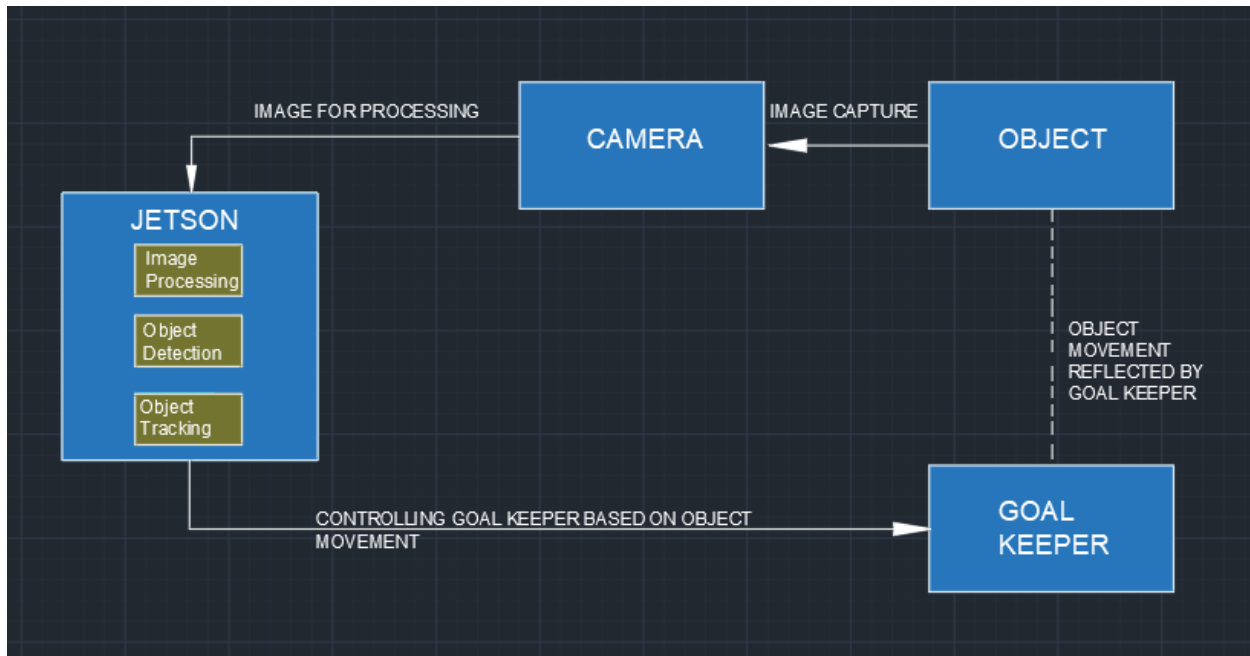 IMAGE FOR PROCESSING
CAMERA
IMAGE CAPTURE
OBJECT
JETSON
Image
Processing
Object
Detection
Object
Tracking
OBJECT
MOVEMENT
REFLECTED BY
GOAL KEEPER
CONTROLLING GOAL KEEPER BASED ON OBJECT
MOVEMENT
GOAL
KEEPER